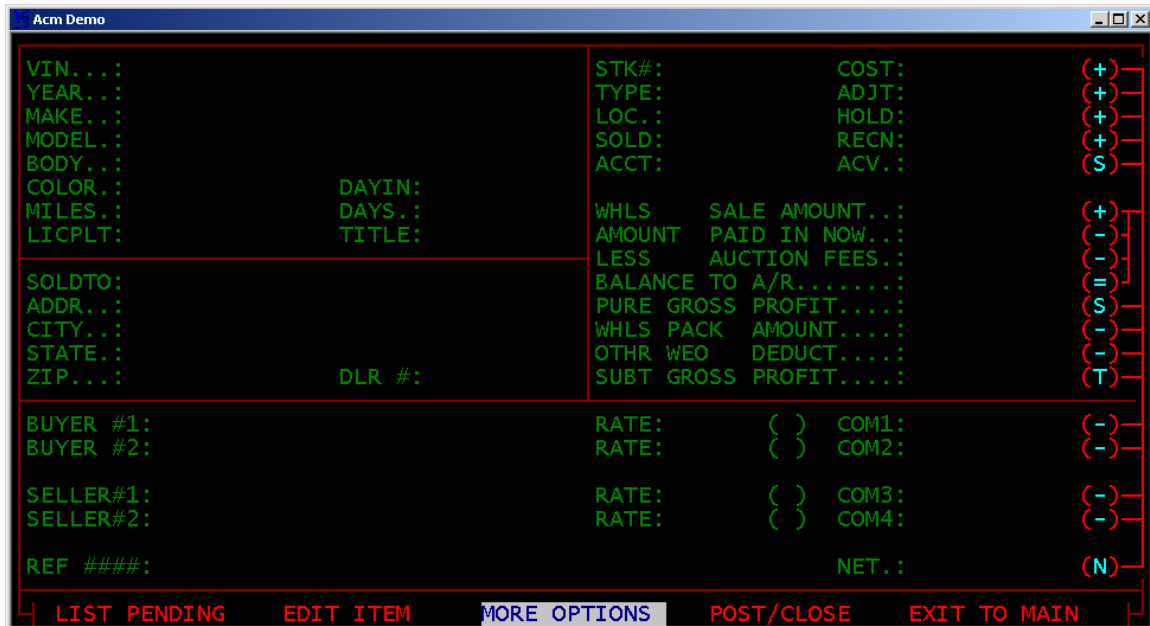 Acm Demo
VIN...: STK#: COST: (+)
YEAR..: TYPE: ADJT: (+)
MAKE..: LOC.: HOLD: (+)
MODEL.: SOLD: RECN: (+)
BODY..: ACCT: ACV.: (S)
COLOR.: DAYIN:
MILES.: DAYS.: WHLS SALE AMOUNT..: (+)
LICPLT: TITLE: AMOUNT PAID IN NOW..: (-)
LESS AUCTION FEES.: (-)
SOLDTO: BALANCE TO A/R.......: (=)
ADDR..: PURE GROSS PROFIT....: (S)
CITY..: WHLS PACK AMOUNT....: (-)
STATE.: OTHR WEO DEDUCT....: (-)
ZIP...: DLR #: SUBT GROSS PROFIT....: (T)
BUYER #1: RATE: ( ) COM1: (-)
BUYER #2: RATE: ( ) COM2: (-)
SELLER#1: RATE: ( ) COM3: (-)
SELLER#2: RATE: ( ) COM4: (-)
REF ####: NET.: (N)
LIST PENDING EDIT ITEM MORE OPTIONS POST/CLOSE EXIT TO MAIN